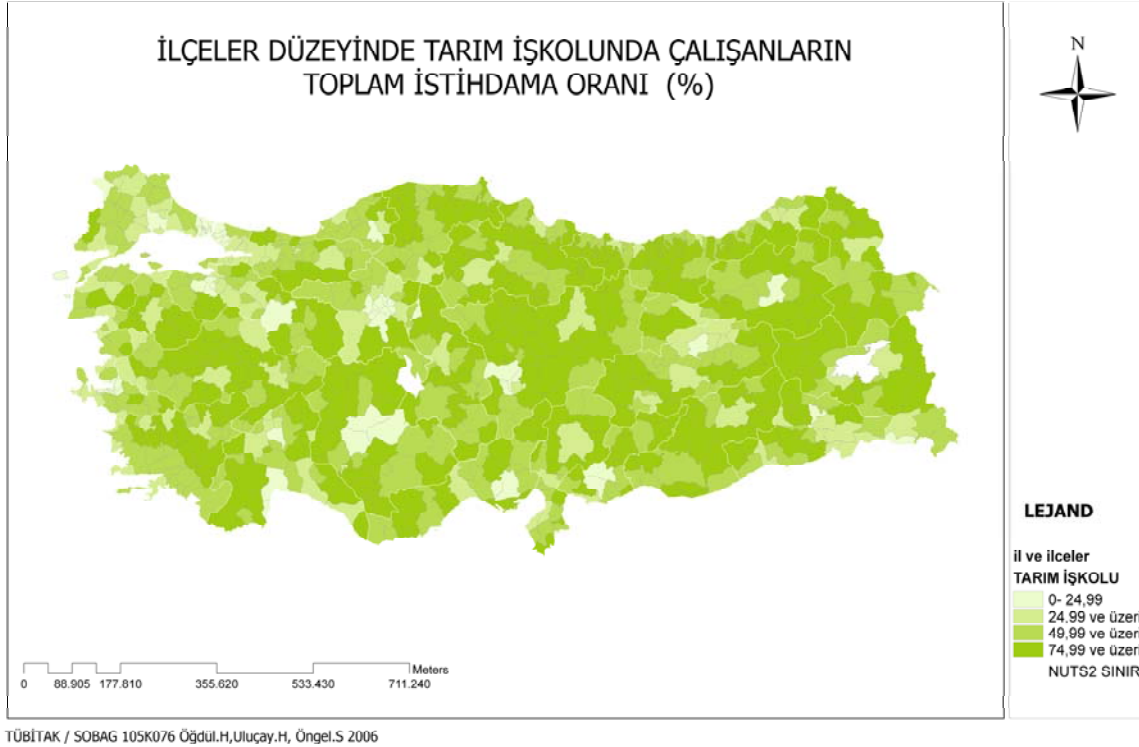 İLÇELER DÜZEYİNDE TARIM İŞKOLUNDA ÇALIŞANLARIN
TOPLAM İSTİHDAMA ORANI (%)
N
LEJAND
il ve ilceler
TARIM İŞKOLU
0- 24,99
24,99 ve üzeri
49,99 ve üzeri
74,99 ve üzeri
NUTS2 SINIR
Meters
0 88.905 177.810 355.620 533.430 711.240
TÜBİTAK / SOBAG 105K076 Öğdül.H,Uluçay.H, Öngel.S 2006